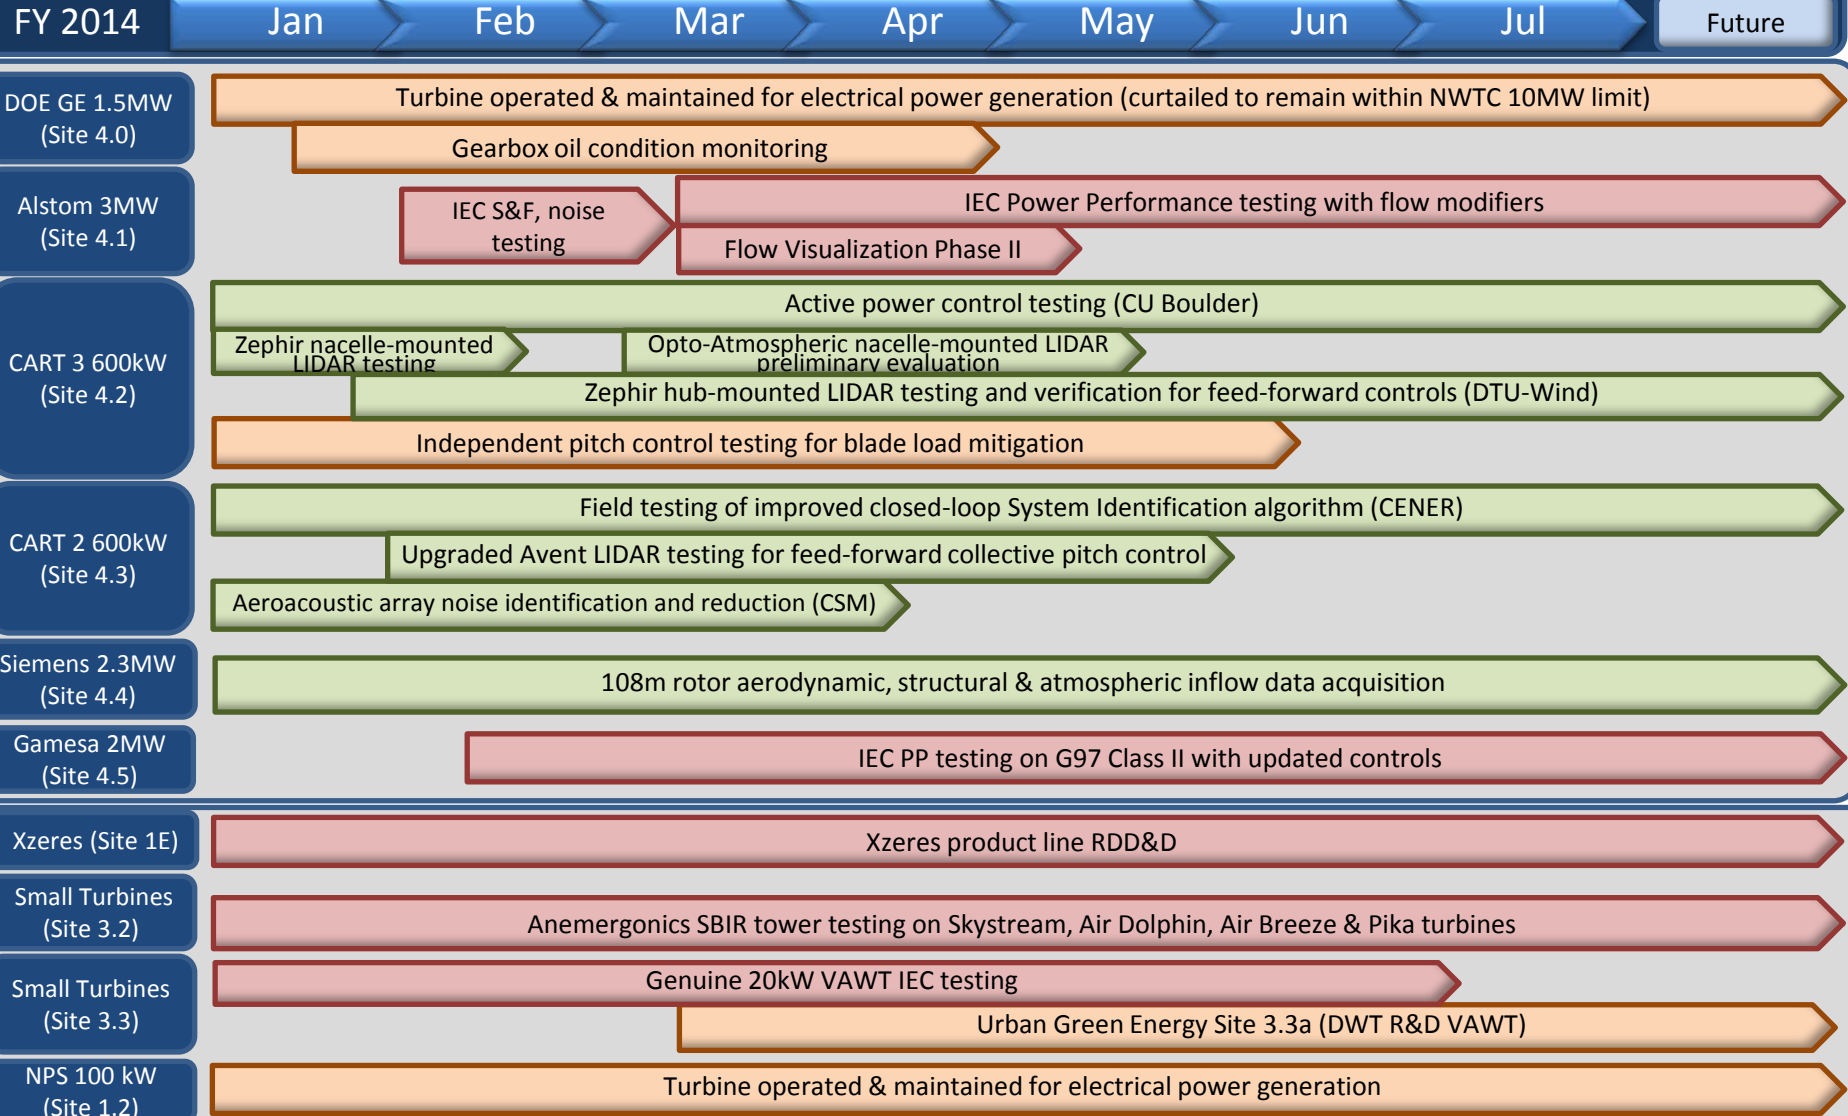 FY 2014 Jan Feb Mar Apr May Jun Jul Future
DOE GE 1.5MW
(Site 4.0)
Turbine operated & maintained for electrical power generation (curtailed to remain within NWTC 10MW limit)
Gearbox oil condition monitoring
Alstom 3MW
(Site 4.1)
IEC S&F, noise
testing
IEC Power Performance testing with flow modifiers
Flow Visualization Phase II
CART 3 600kW
(Site 4.2)
Active power control testing (CU Boulder)
Zephir nacelle-mounted
LIDAR testing
Opto-Atmospheric nacelle-mounted LIDAR
preliminary evaluation
Zephir hub-mounted LIDAR testing and verification for feed-forward controls (DTU-Wind)
Independent pitch control testing for blade load mitigation
CART 2 600kW
(Site 4.3)
Field testing of improved closed-loop System Identification algorithm (CENER)
Upgraded Avent LIDAR testing for feed-forward collective pitch control
Aeroacoustic array noise identification and reduction (CSM)
Siemens 2.3MW
(Site 4.4)
108m rotor aerodynamic, structural & atmospheric inflow data acquisition
Gamesa 2MW
(Site 4.5)
IEC PP testing on G97 Class II with updated controls
Xzeres (Site 1E)
Xzeres product line RDD&D
Small Turbines
(Site 3.2)
Anemergonics SBIR tower testing on Skystream, Air Dolphin, Air Breeze & Pika turbines
Small Turbines
(Site 3.3)
Genuine 20kW VAWT IEC testing
Urban Green Energy Site 3.3a (DWT R&D VAWT)
NPS 100 kW
(Site 1.2)
Turbine operated & maintained for electrical power generation